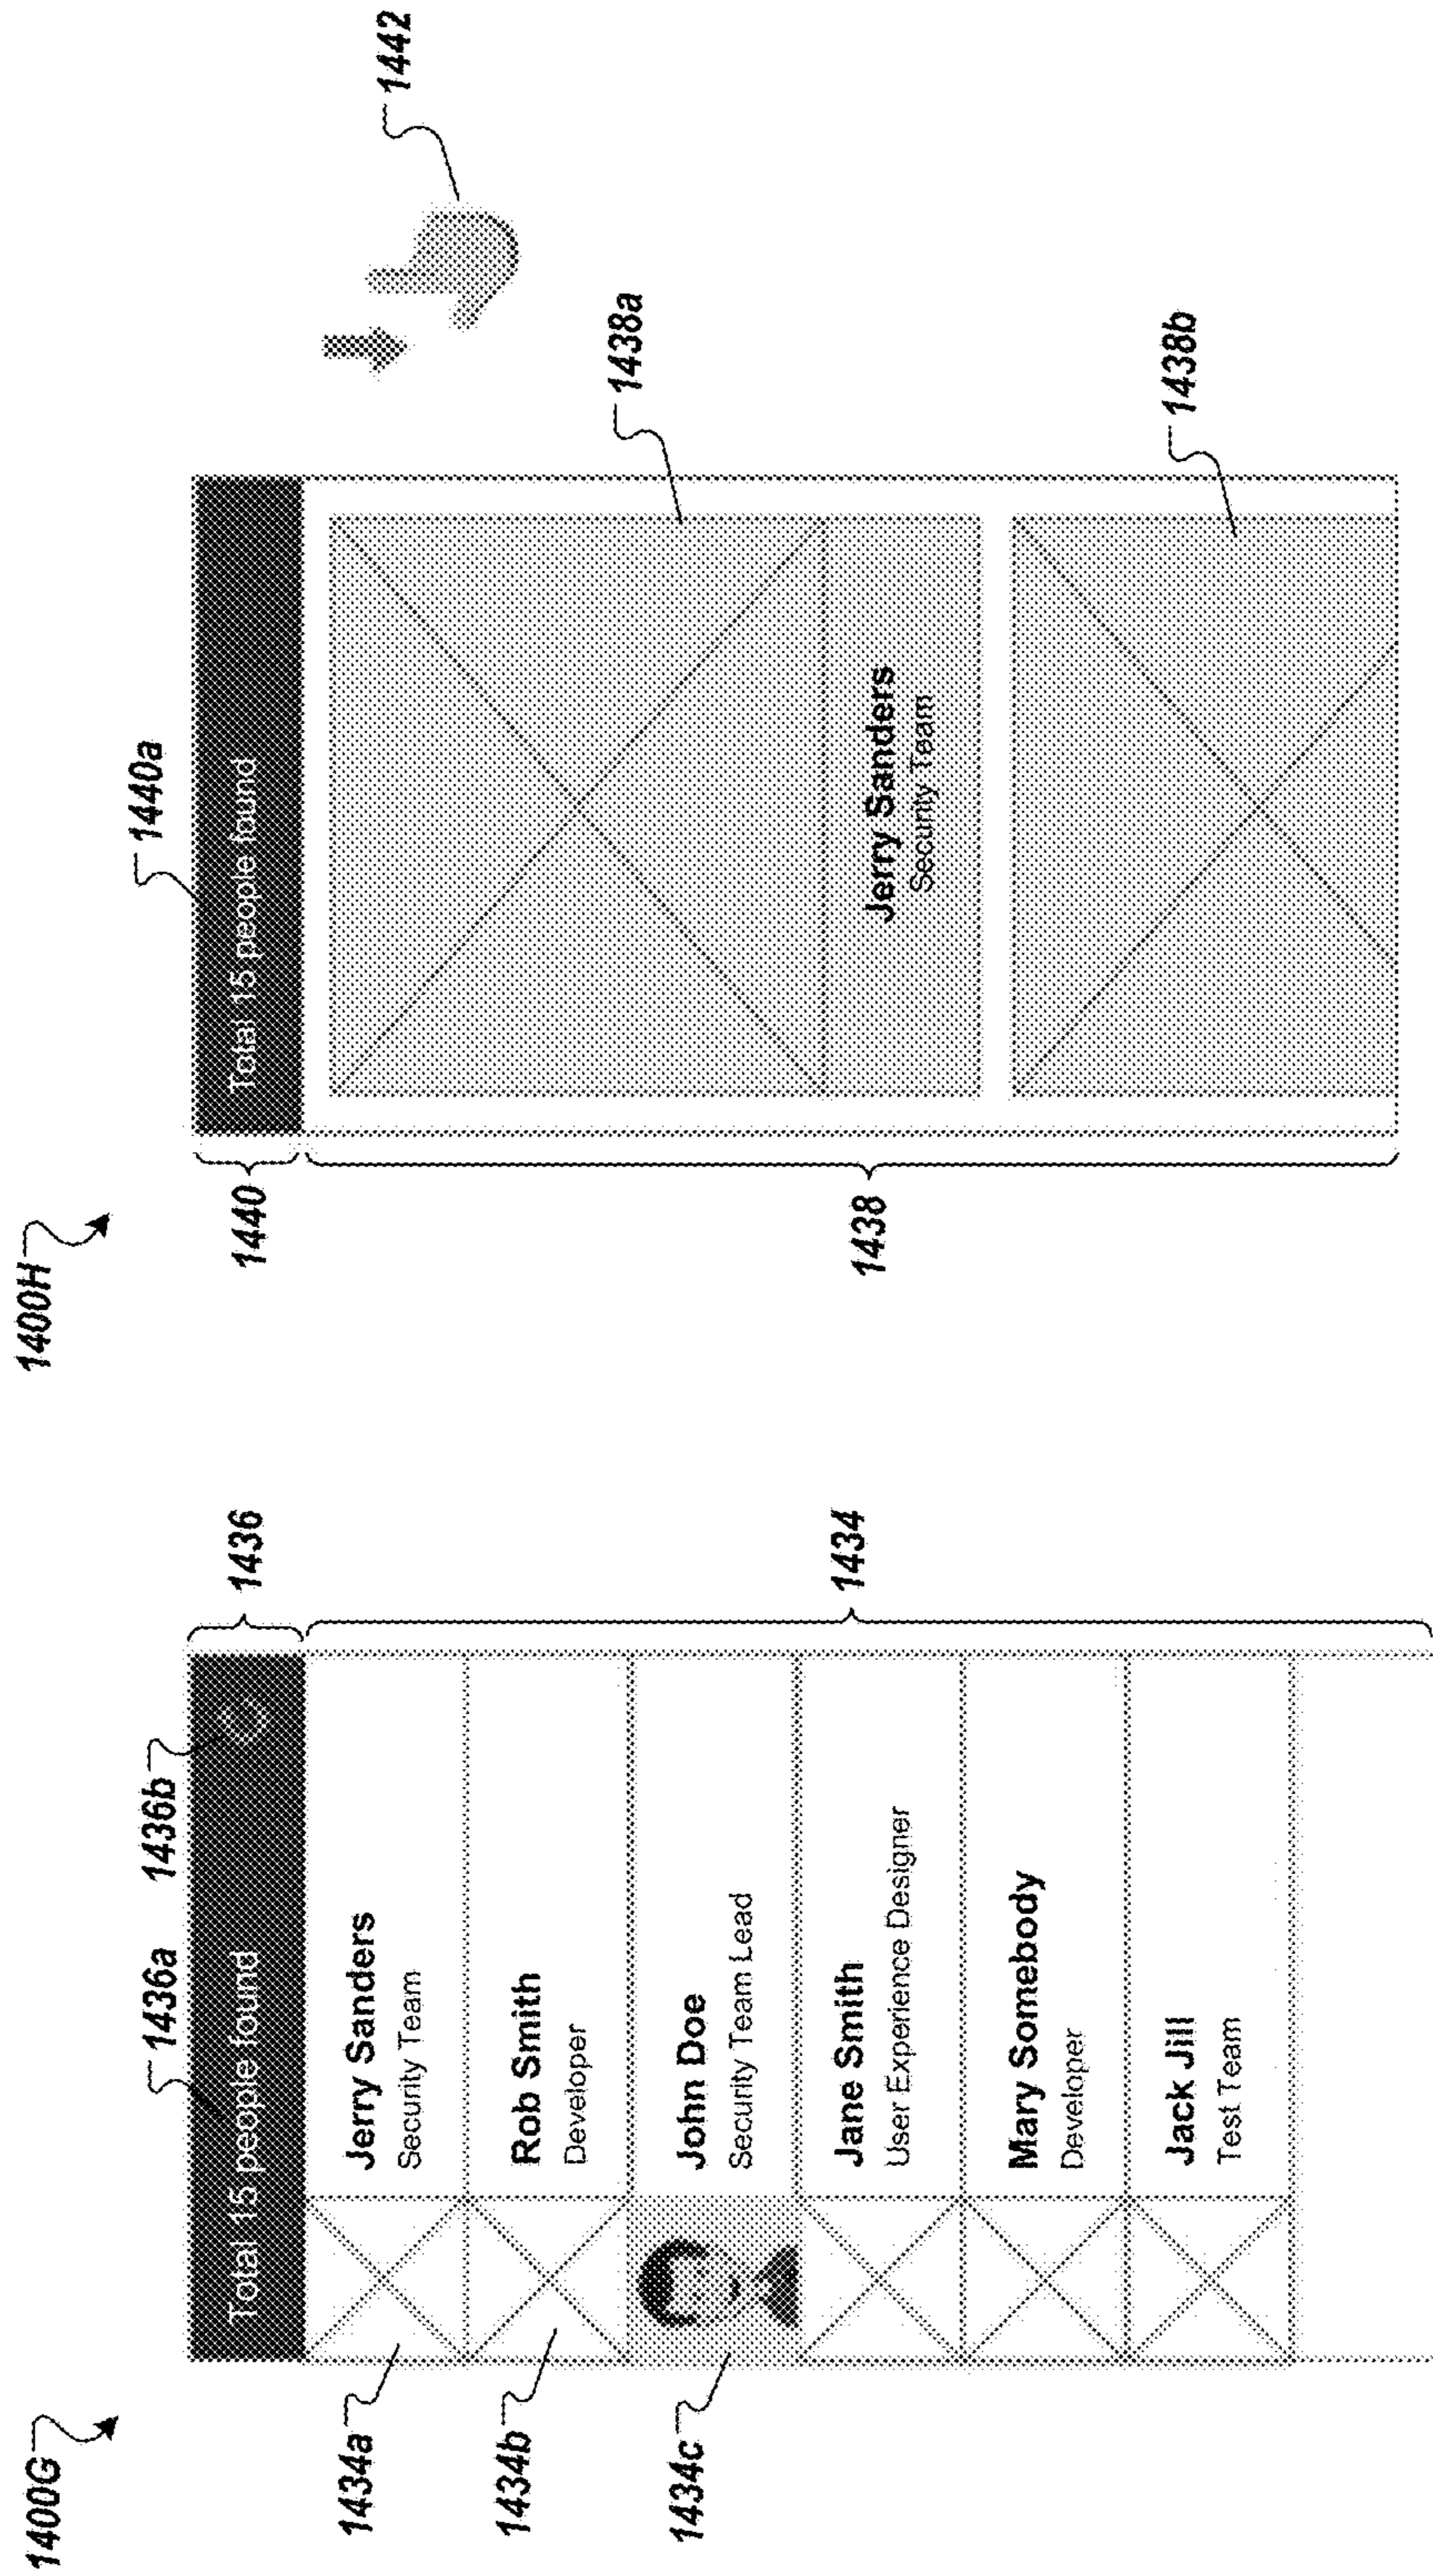 1400G
1436a
1436b
1436
Total 15 people found
1434a
Jerry Sanders
Security Team
1434b
Rob Smith
Developer
1434c
John Doe
Security Team Lead
1434
Jane Smith
User Experience Designer
Mary Somebody
Developer
Jack Jill
Test Team
1400H
1440a
1440
Total 15 people found
1442
1438a
1438
Jerry Sanders
Security Team
1438b